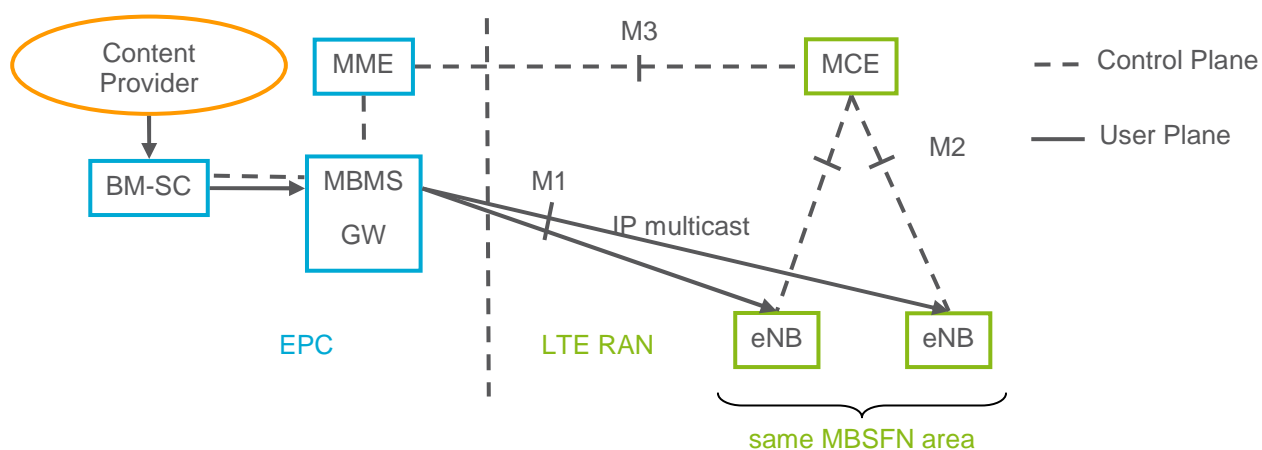 Content
Provider
MME
M3
MCE
Control Plane
User Plane
BM-SC
MBMS
GW
M1
M2
IP multicast
EPC
LTE RAN
eNB
eNB
same MBSFN area